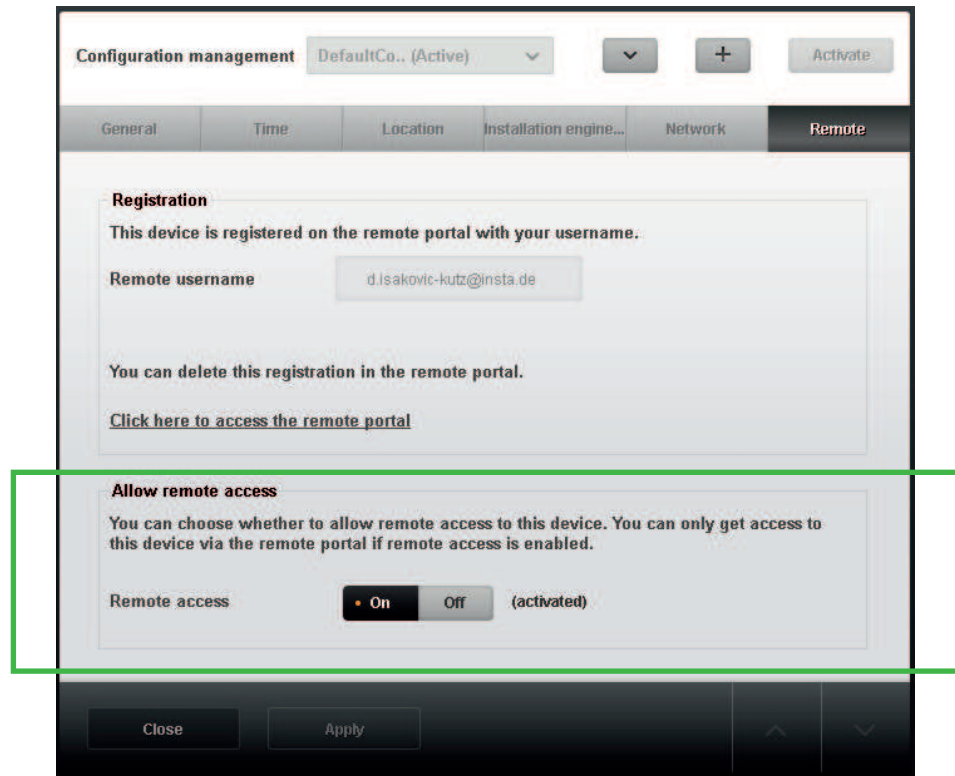 Configuration management DefaultCo.. (Active) + Activate
General Time Location Installation engine... Network Remote
Registration
This device is registered on the remote portal with your username.
Remote username d.isakovic-kutz@insta.de
You can delete this registration in the remote portal.
Click here to access the remote portal
Allow remote access
You can choose whether to allow remote access to this device. You can only get access to
this device via the remote portal if remote access is enabled.
Remote access • On Off (activated)
Close Apply